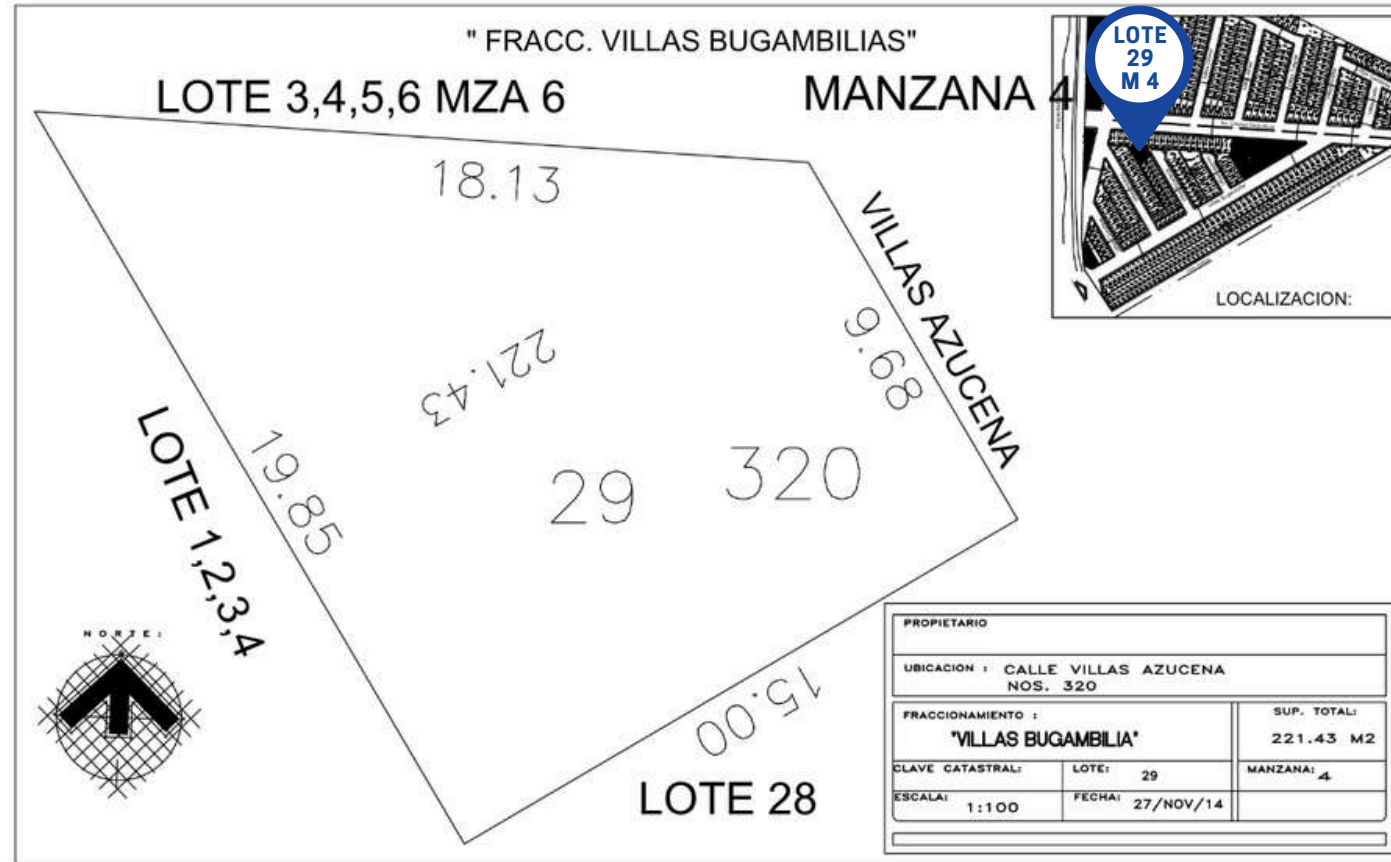 " FRACC. VILLAS BUGAMBILIAS"
LOTE 3,4,5,6 MZA 6
MANZANA 4
LOTE
29
M 4
18.13
VILLAS AZUCENA
9.68
LOCALIZACION:
221.43
19.85
LOTE 1,2,3,4
29
320
NORTE:
15.00
LOTE 28
PROPIETARIO
UBICACION : CALLE VILLAS AZUCENA
NOS. 320
FRACCIONAMIENTO :
"VILLAS BUGAMBILIA"
SUP. TOTAL:
221.43 M2
CLAVE CATASTRAL:
LOTE: 29
MANZANA: 4
ESCALA: 1:100
FECHA: 27/NOV/14